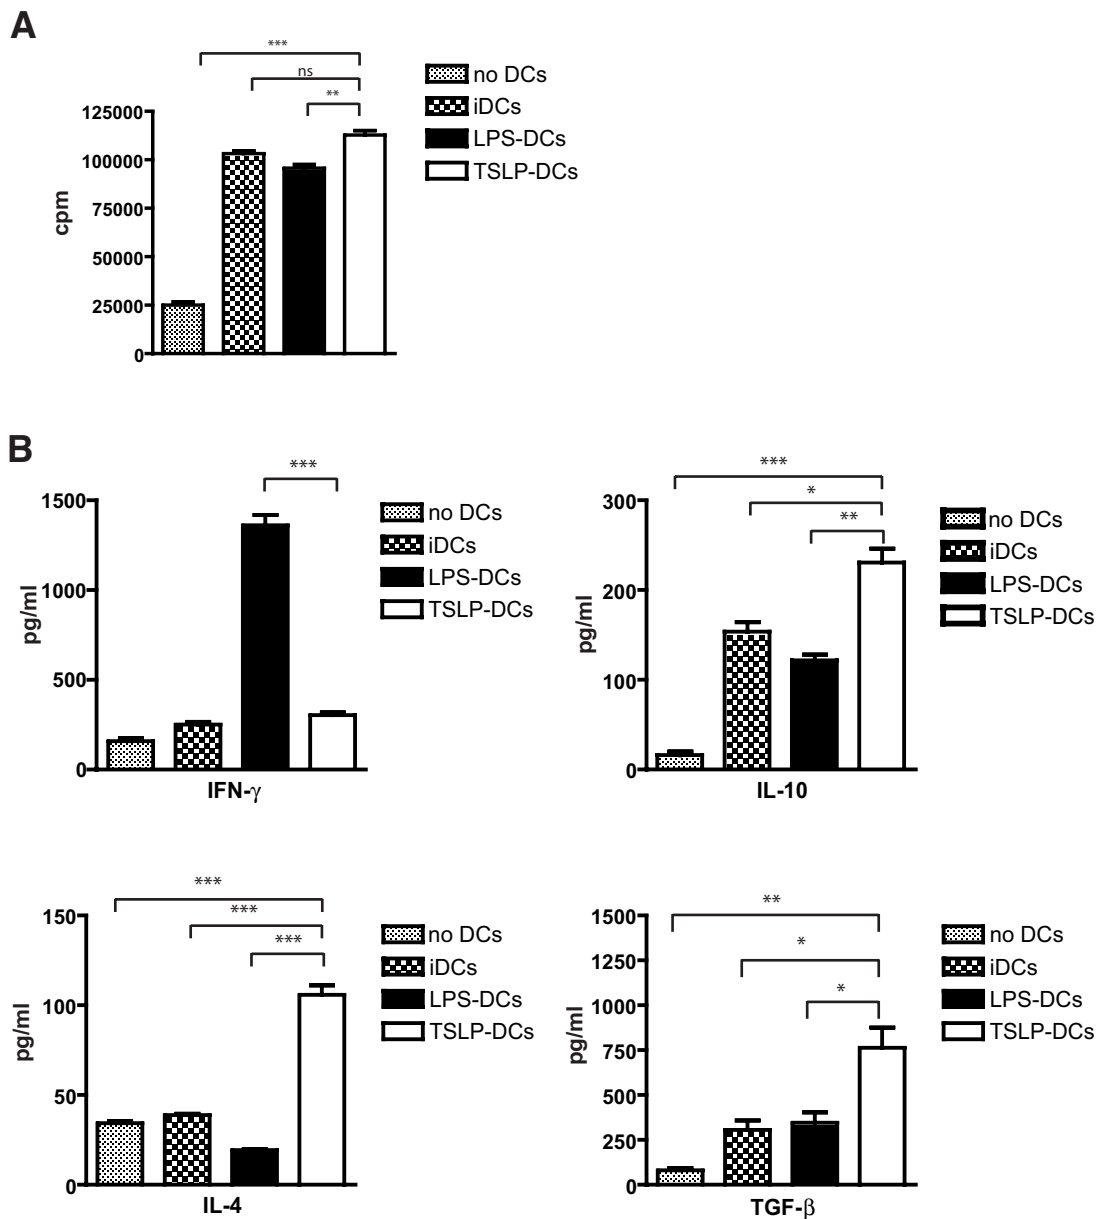 A
***
ns
**
no DCs
iDCs
LPS-DCs
TSLP-DCs
125000
100000
75000
50000
25000
0
cpm
B
***
1500
1000
500
0
pg/ml
IFN-γ
no DCs
iDCs
LPS-DCs
TSLP-DCs
***
*
**
300
200
100
0
pg/ml
IL-10
no DCs
iDCs
LPS-DCs
TSLP-DCs
***
***
***
150
100
50
0
pg/ml
IL-4
no DCs
iDCs
LPS-DCs
TSLP-DCs
**
*
*
1500
1250
1000
750
500
250
0
pg/ml
TGF-β
no DCs
iDCs
LPS-DCs
TSLP-DCs